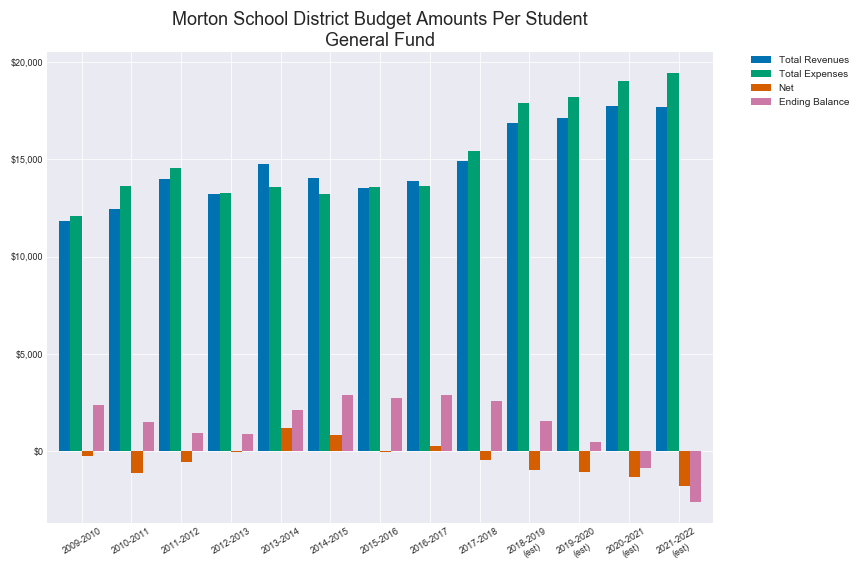 Morton School District Budget Amounts Per Student
General Fund
Total Revenues
Total Expenses
Net
Ending Balance
$20,000
$15,000
$10,000
$5,000
$0
2009-2010
2010-2011
2011-2012
2012-2013
2013-2014
2014-2015
2015-2016
2016-2017
2017-2018
2018-2019
(est)
2019-2020
(est)
2020-2021
(est)
2021-2022
(est)